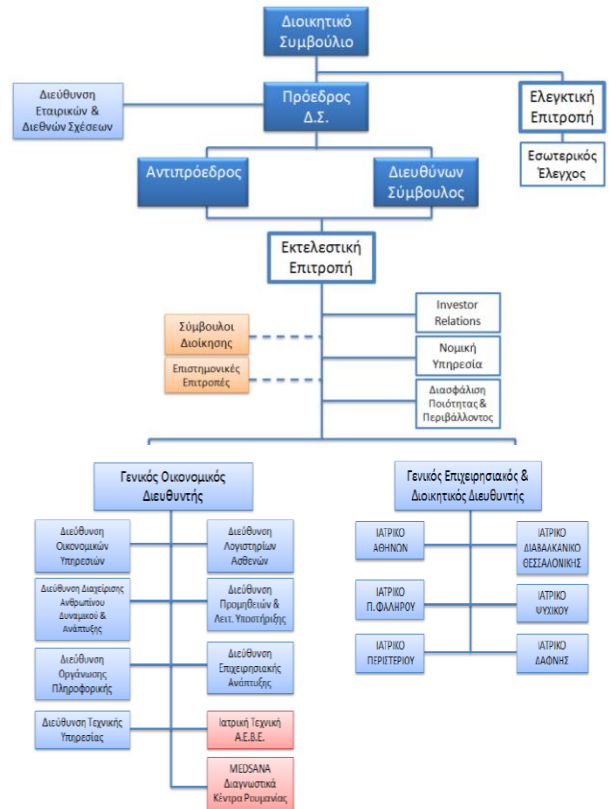 Διοικητικό
Συμβούλιο
Διεύθυνση
Εταιρικών &
Διεθνών Σχέσεων
Πρόεδρος
Δ.Σ.
Ελεγκτική
Επιτροπή
Εσωτερικός
Έλεγχος
Αντιπρόεδρος
Διευθύνων
Σύμβουλος
Εκτελεστική
Επιτροπή
Σύμβουλοι
Διοίκησης
Επιστημονικές
Επιτροπές
Investor
Relations
Νομική
Υπηρεσία
Διασφάλιση
Ποιότητας &
Περιβάλλοντος
Γενικός Οικονομικός
Διευθυντής
Διεύθυνση
Οικονομικών
Υπηρεσιών
Διεύθυνση
Λογιστηρίων
Ασθενών
Διεύθυνση Διαχείρισης
Ανθρωπίνου
Δυναμικού &
Ανάπτυξης
Διεύθυνση
Προμηθειών &
Λειτ. Υποστήριξης
Διεύθυνση
Οργάνωσης
Πληροφορικής
Διεύθυνση
Επιχειρησιακής
Ανάπτυξης
Διεύθυνση Τεχνικής
Υπηρεσίας
Ιατρική Τεχνική
Α.Ε.Β.Ε.
MEDSANA
Διαγνωστικά
Κέντρα Ρουμανίας
Γενικός Επιχειρησιακός &
Διοικητικός Διευθυντής
ΙΑΤΡΙΚΟ
ΑΘΗΝΩΝ
ΙΑΤΡΙΚΟ
ΔΙΑΒΑΛΚΑΝΙΚΟ
ΘΕΣΣΑΛΟΝΙΚΗΣ
ΙΑΤΡΙΚΟ
Π.ΦΑΛΗΡΟΥ
ΙΑΤΡΙΚΟ
ΨΥΧΙΚΟΥ
ΙΑΤΡΙΚΟ
ΠΕΡΙΣΤΕΡΙΟΥ
ΙΑΤΡΙΚΟ
ΔΑΦΝΗΣ